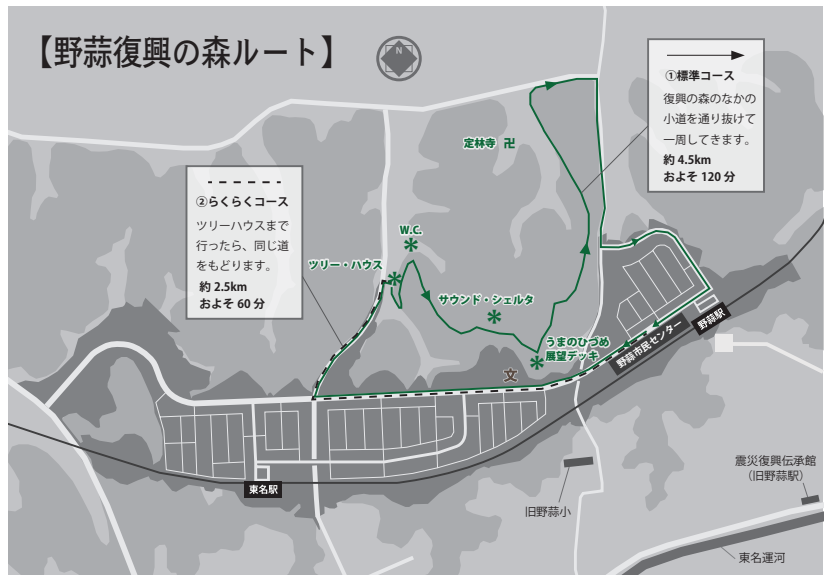 【野蒜復興の森ルート】
N
①標準コース
復興の森のなかの
小道を通り抜けて
一周してきます。
約 4.5km
およそ 120 分
定林寺 卍
②らくらくコース
ツリーハウスまで
行ったら、同じ道
をもどります。
約 2.5km
およそ 60 分
W.C.
ツリー・ハウス
サウンド・シェルタ
うまのひづめ
展望デッキ
文
野蒜市民センター
野蒜駅
東名駅
旧野蒜小
震災復興伝承館
（旧野蒜駅）
東名運河